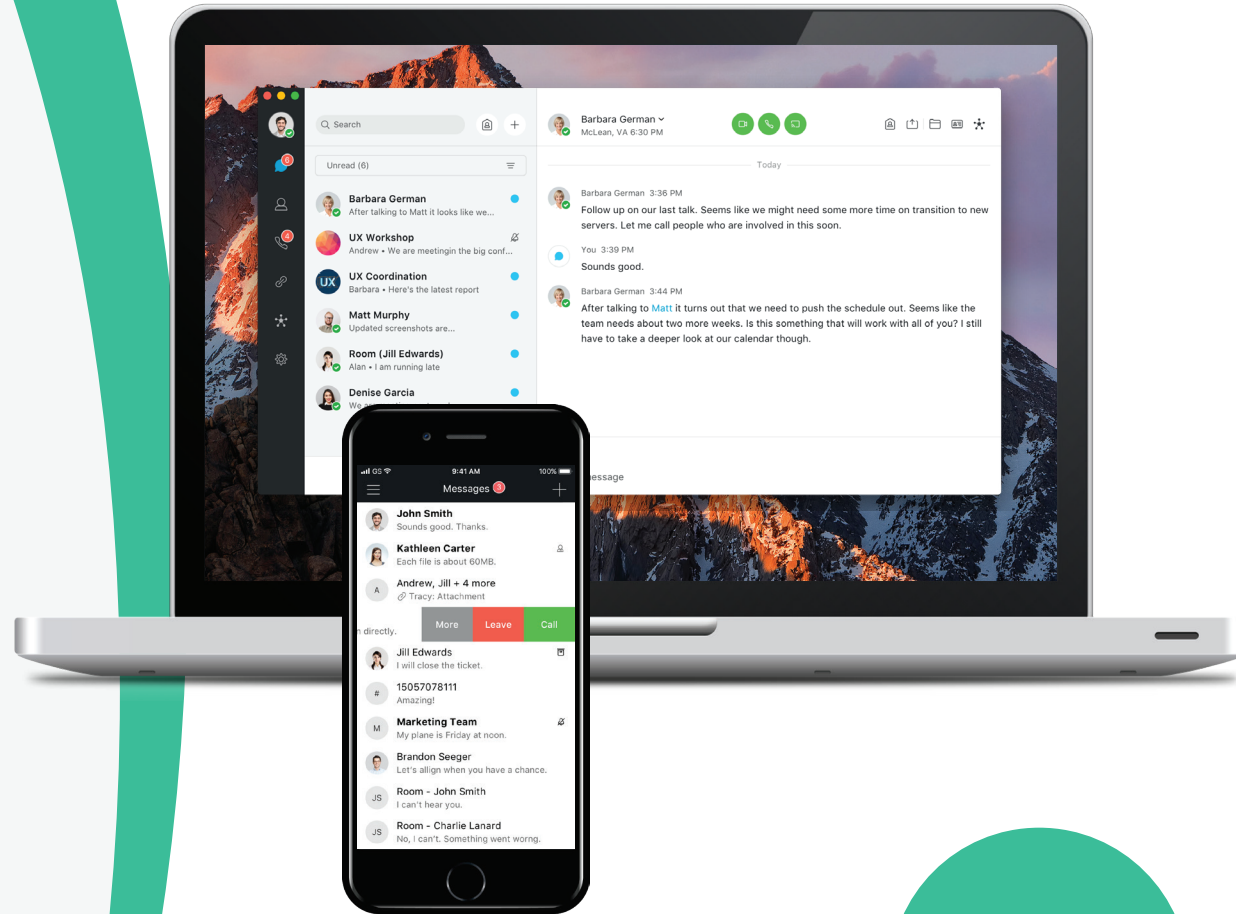 Search
Unread (6)
6
4
Barbara German
After talking to Matt it looks like we...
UX Workshop
Andrew • We are meetingin the big conf...
UX
UX Coordination
Barbara • Here's the latest report
Matt Murphy
Updated screenshots are...
Room (Jill Edwards)
Alan • I am running late
Denise Garcia
Barbara German
McLean, VA 6:30 PM
Today
Barbara German 3:36 PM
Follow up on our last talk. Seems like we might need some more time on transition to new
servers. Let me call people who are involved in this soon.
You 3:39 PM
Sounds good.
Barbara German 3:44 PM
After talking to Matt it turns out that we need to push the schedule out. Seems like the
team needs about two more weeks. Is this something that will work with all of you? I still
have to take a deeper look at our calendar though.
message
GS 9:41 AM 100%
Messages 3
John Smith
Sounds good. Thanks.
Kathleen Carter
Each file is about 60MB.
A
Andrew, Jill + 4 more
Tracy: Attachment
n directly.
More Leave Call
Jill Edwards
I will close the ticket.
#
15057078111
Amazing!
M
Marketing Team
My plane is Friday at noon.
Brandon Seeger
Let's allign when you have a chance.
JS
Room - John Smith
I can't hear you.
JS
Room - Charlie Lanard
No, I can't. Something went worng.